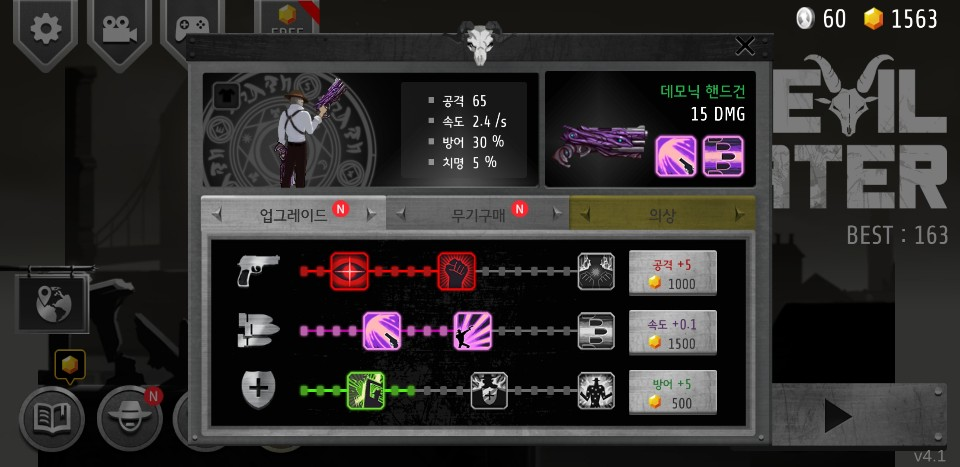 FREE
60
1563
공격 65
속도 2.4 /s
방어 30 %
치명 5 %
데모닉 핸드건
15 DMG
EVIL
ATER
BEST : 163
업그레이드 N
무기구매 N
의상
공격 +5
1000
속도 +0.1
1500
방어 +5
500
N
v4.1